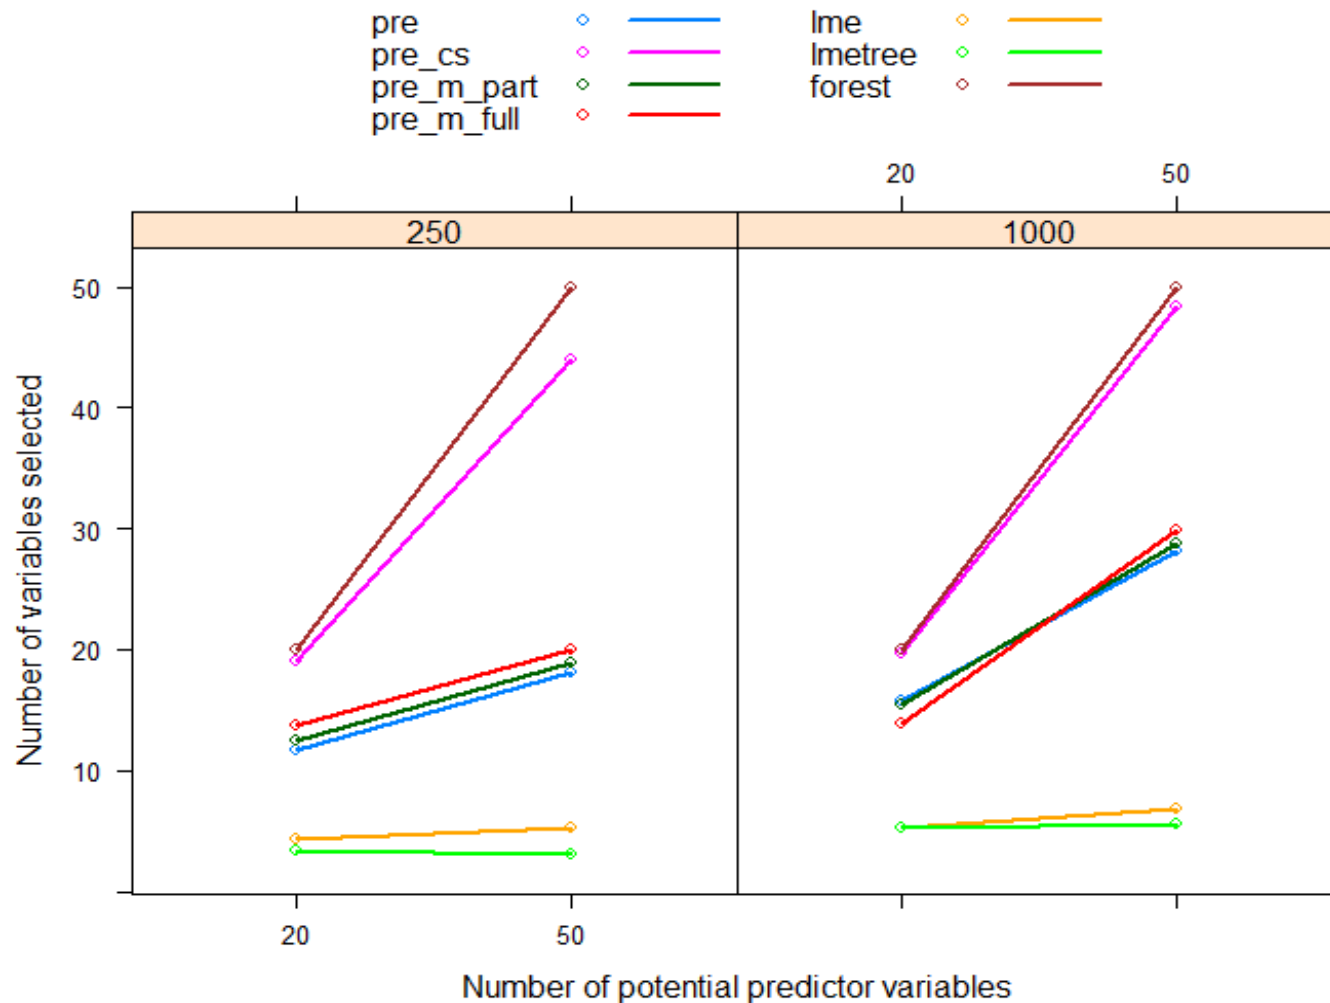 pre
pre_cs
pre_m_part
pre_m_full
lme
lmetree
forest
20 50
250 1000
50
40
30
20
10
Number of variables selected
20 50
Number of potential predictor variables